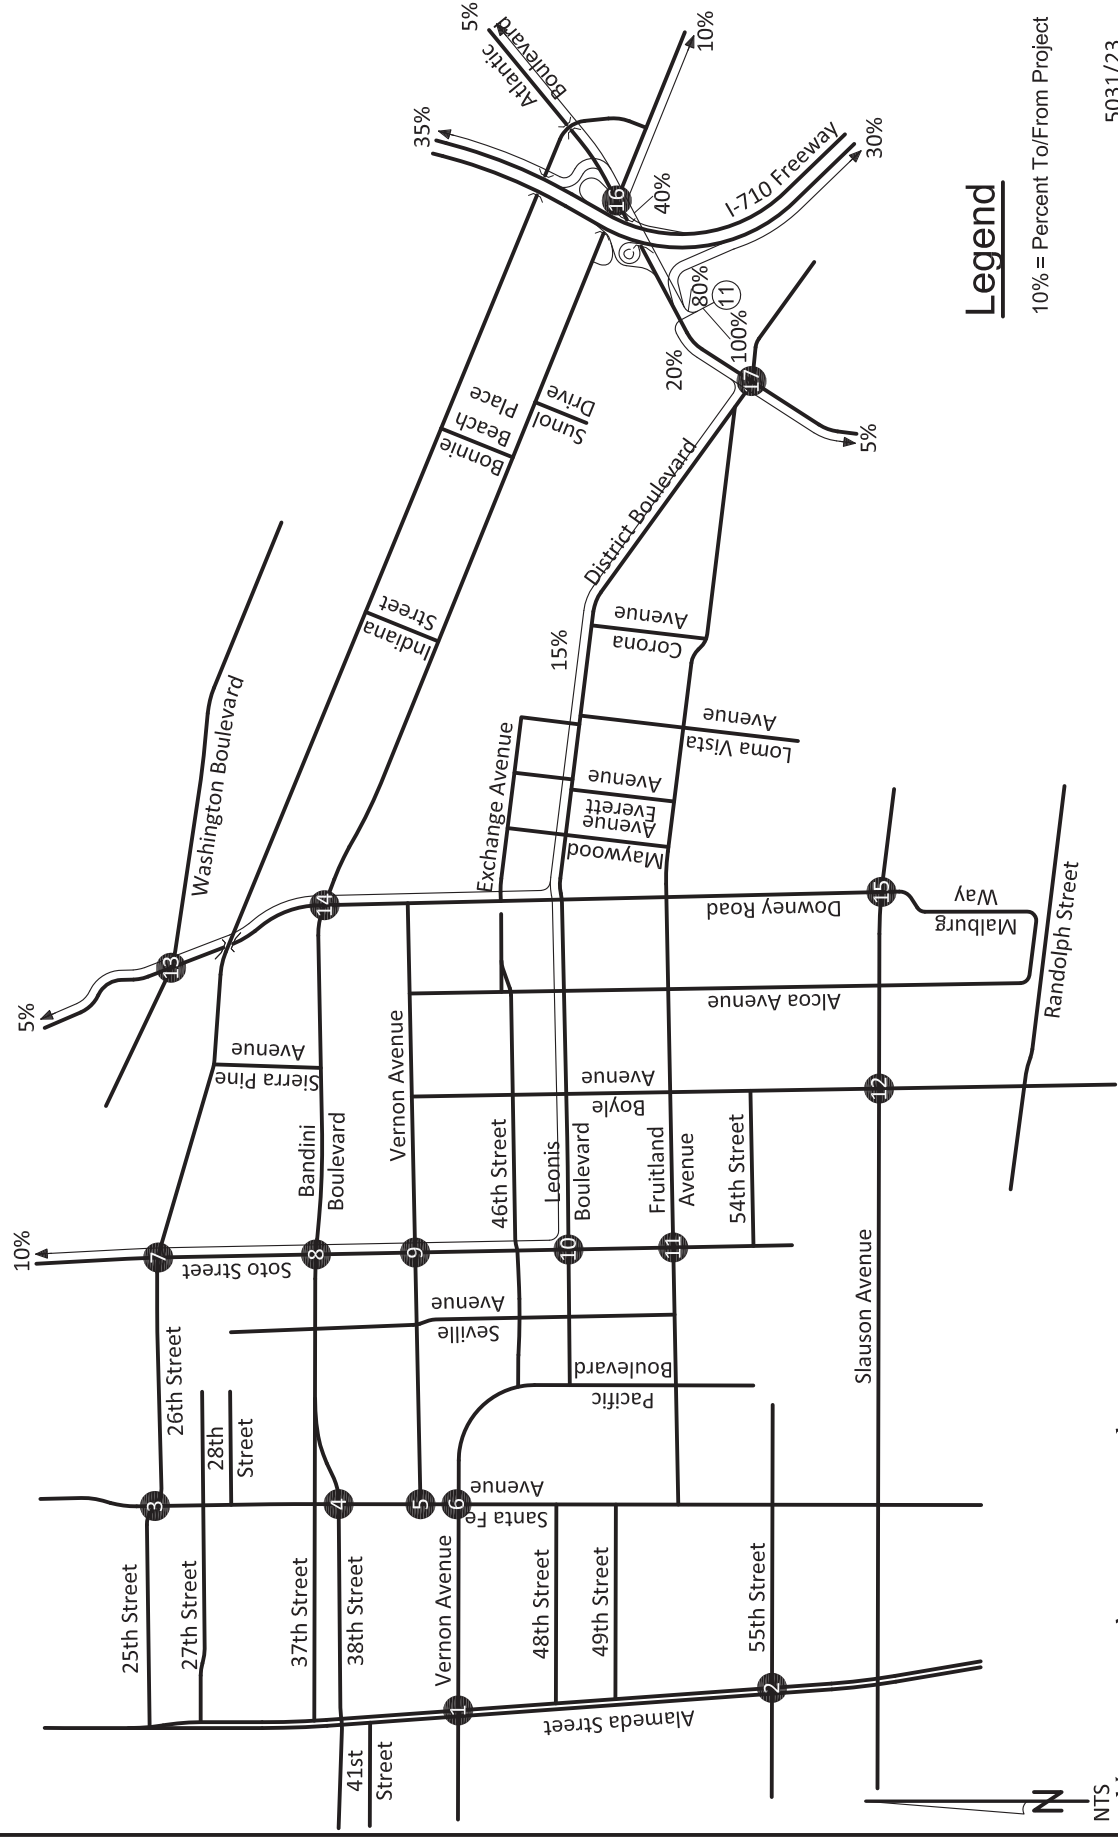 5%
Atlantic
Boulevard
10%
35%
16
40%
I-710 Freeway
30%
80%
11
100%
20%
17
5%
Legend
10% = Percent To/From Project
5031/23
Bonnie
Beach
Place
Sunol
Drive
District Boulevard
Indiana
Street
15%
Corona
Avenue
Washington Boulevard
Exchange Avenue
Loma Vista
Avenue
Everett
Avenue
Maywood
Avenue
14
13
5%
Downey Road
15
Malburg
Way
Randolph Street
Alcoa Avenue
Sierra Pine
Avenue
Vernon Avenue
Boyle
Avenue
12
Bandini
Boulevard
46th Street
Leonis
Boulevard
Fruitland
Avenue
54th Street
10%
7
8
9
10
11
Soto Street
Seville
Avenue
Slauson Avenue
26th Street
28th
Street
Pacific
Boulevard
3
4
5
6
Santa Fe
Avenue
25th Street
27th Street
37th Street
38th Street
Vernon Avenue
48th Street
49th Street
55th Street
1
2
Alameda Street
41st
Street
N
NTS